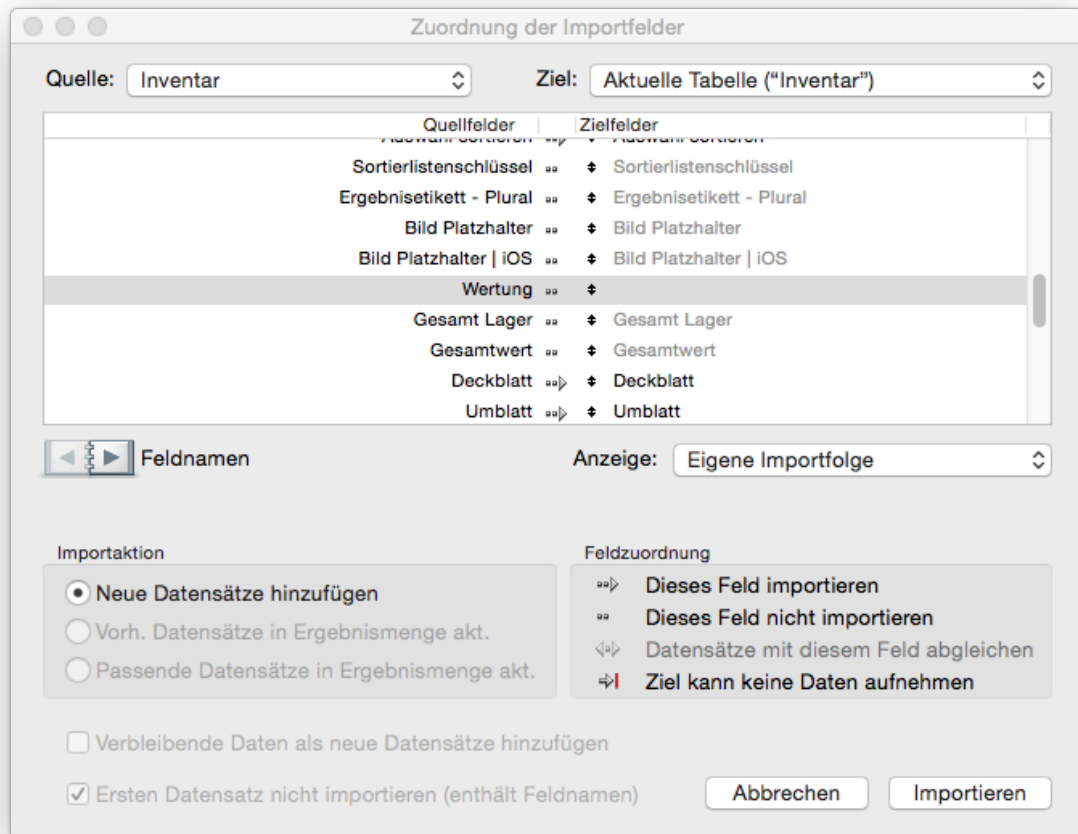 Zuordnung der Importfelder
Quelle: Inventar Ziel: Aktuelle Tabelle (“Inventar”)
Quellfelder Zielfelder
Auswahl sortieren Auswahl sortieren
Sortierlistenschlüssel Sortierlistenschlüssel
Ergebnisetikett - Plural Ergebnisetikett - Plural
Bild Platzhalter Bild Platzhalter
Bild Platzhalter | iOS Bild Platzhalter | iOS
Wertung
Gesamt Lager Gesamt Lager
Gesamtwert Gesamtwert
Deckblatt Deckblatt
Umblatt Umblatt
Feldnamen Anzeige: Eigene Importfolge
Importaktion
Neue Datensätze hinzufügen
Vorh. Datensätze in Ergebnismenge akt.
Passende Datensätze in Ergebnismenge akt.
Feldzuordnung
Dieses Feld importieren
Dieses Feld nicht importieren
Datensätze mit diesem Feld abgleichen
Ziel kann keine Daten aufnehmen
Verbleibende Daten als neue Datensätze hinzufügen
Ersten Datensatz nicht importieren (enthält Feldnamen)
Abbrechen Importieren